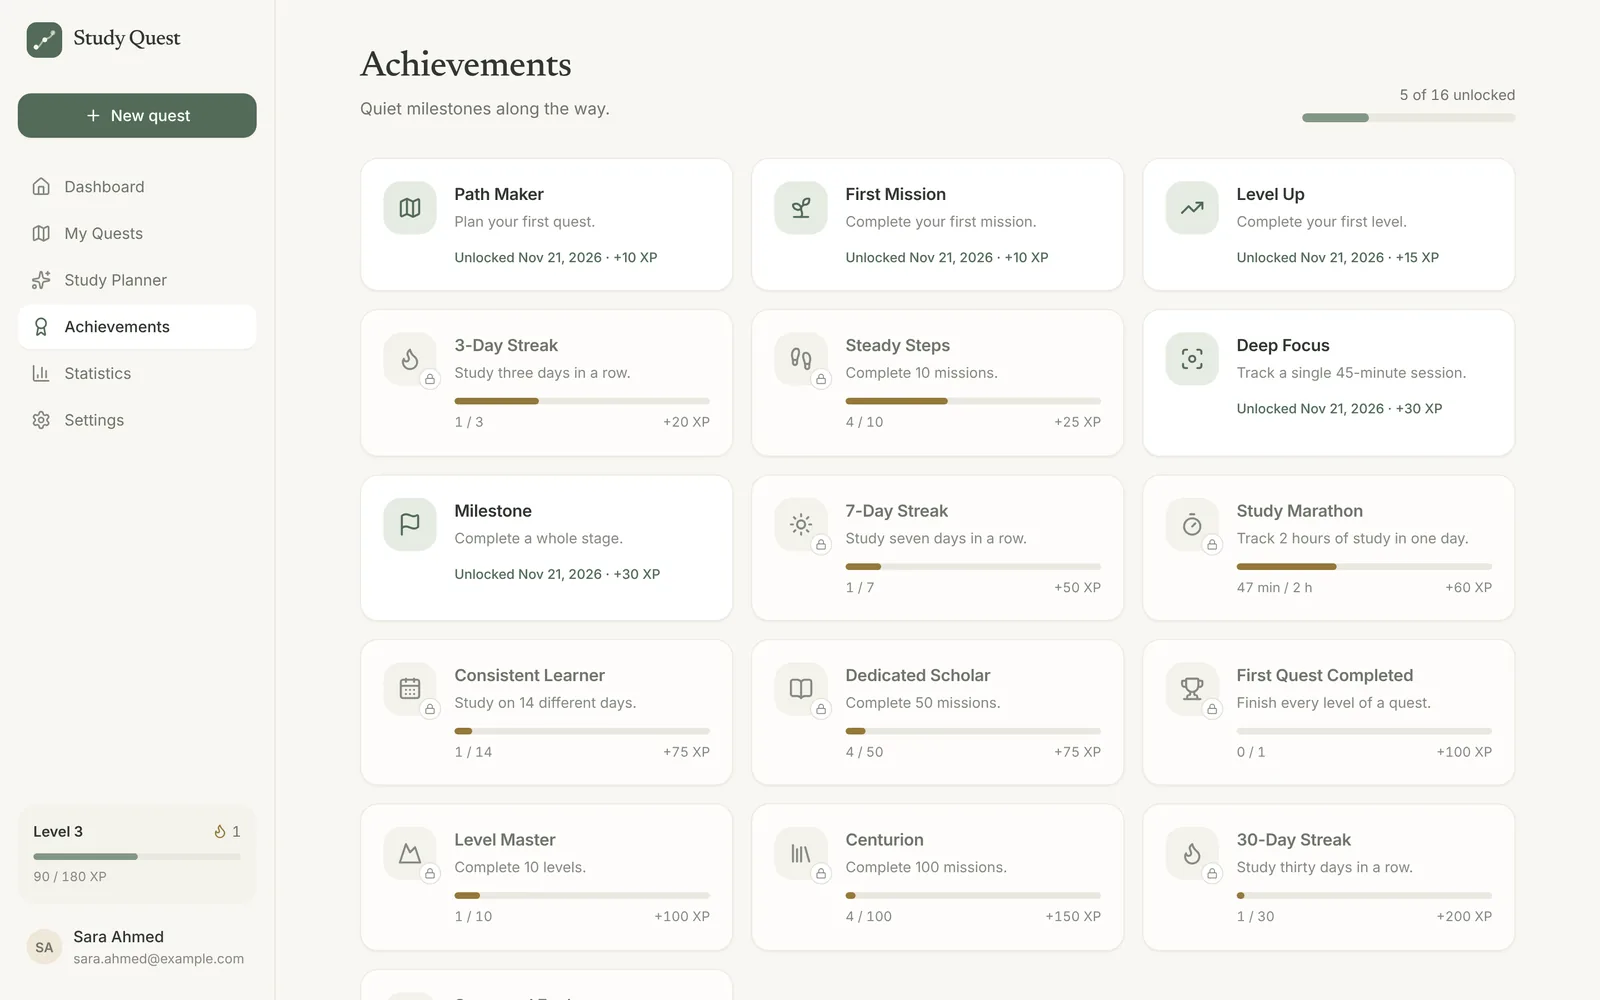 Study Quest
+ New quest
Dashboard
My Quests
Study Planner
Achievements
Statistics
Settings
Level 3
1
90 / 180 XP
SA
Sara Ahmed
sara.ahmed@example.com
Achievements
Quiet milestones along the way.
5 of 16 unlocked
Path Maker
Plan your first quest.
Unlocked Nov 21, 2026 · +10 XP
First Mission
Complete your first mission.
Unlocked Nov 21, 2026 · +10 XP
Level Up
Complete your first level.
Unlocked Nov 21, 2026 · +15 XP
3-Day Streak
Study three days in a row.
1 / 3
+20 XP
Steady Steps
Complete 10 missions.
4 / 10
+25 XP
Deep Focus
Track a single 45-minute session.
Unlocked Nov 21, 2026 · +30 XP
Milestone
Complete a whole stage.
Unlocked Nov 21, 2026 · +30 XP
7-Day Streak
Study seven days in a row.
1 / 7
+50 XP
Study Marathon
Track 2 hours of study in one day.
47 min / 2 h
+60 XP
Consistent Learner
Study on 14 different days.
1 / 14
+75 XP
Dedicated Scholar
Complete 50 missions.
4 / 50
+75 XP
First Quest Completed
Finish every level of a quest.
0 / 1
+100 XP
Level Master
Complete 10 levels.
1 / 10
+100 XP
Centurion
Complete 100 missions.
4 / 100
+150 XP
30-Day Streak
Study thirty days in a row.
1 / 30
+200 XP